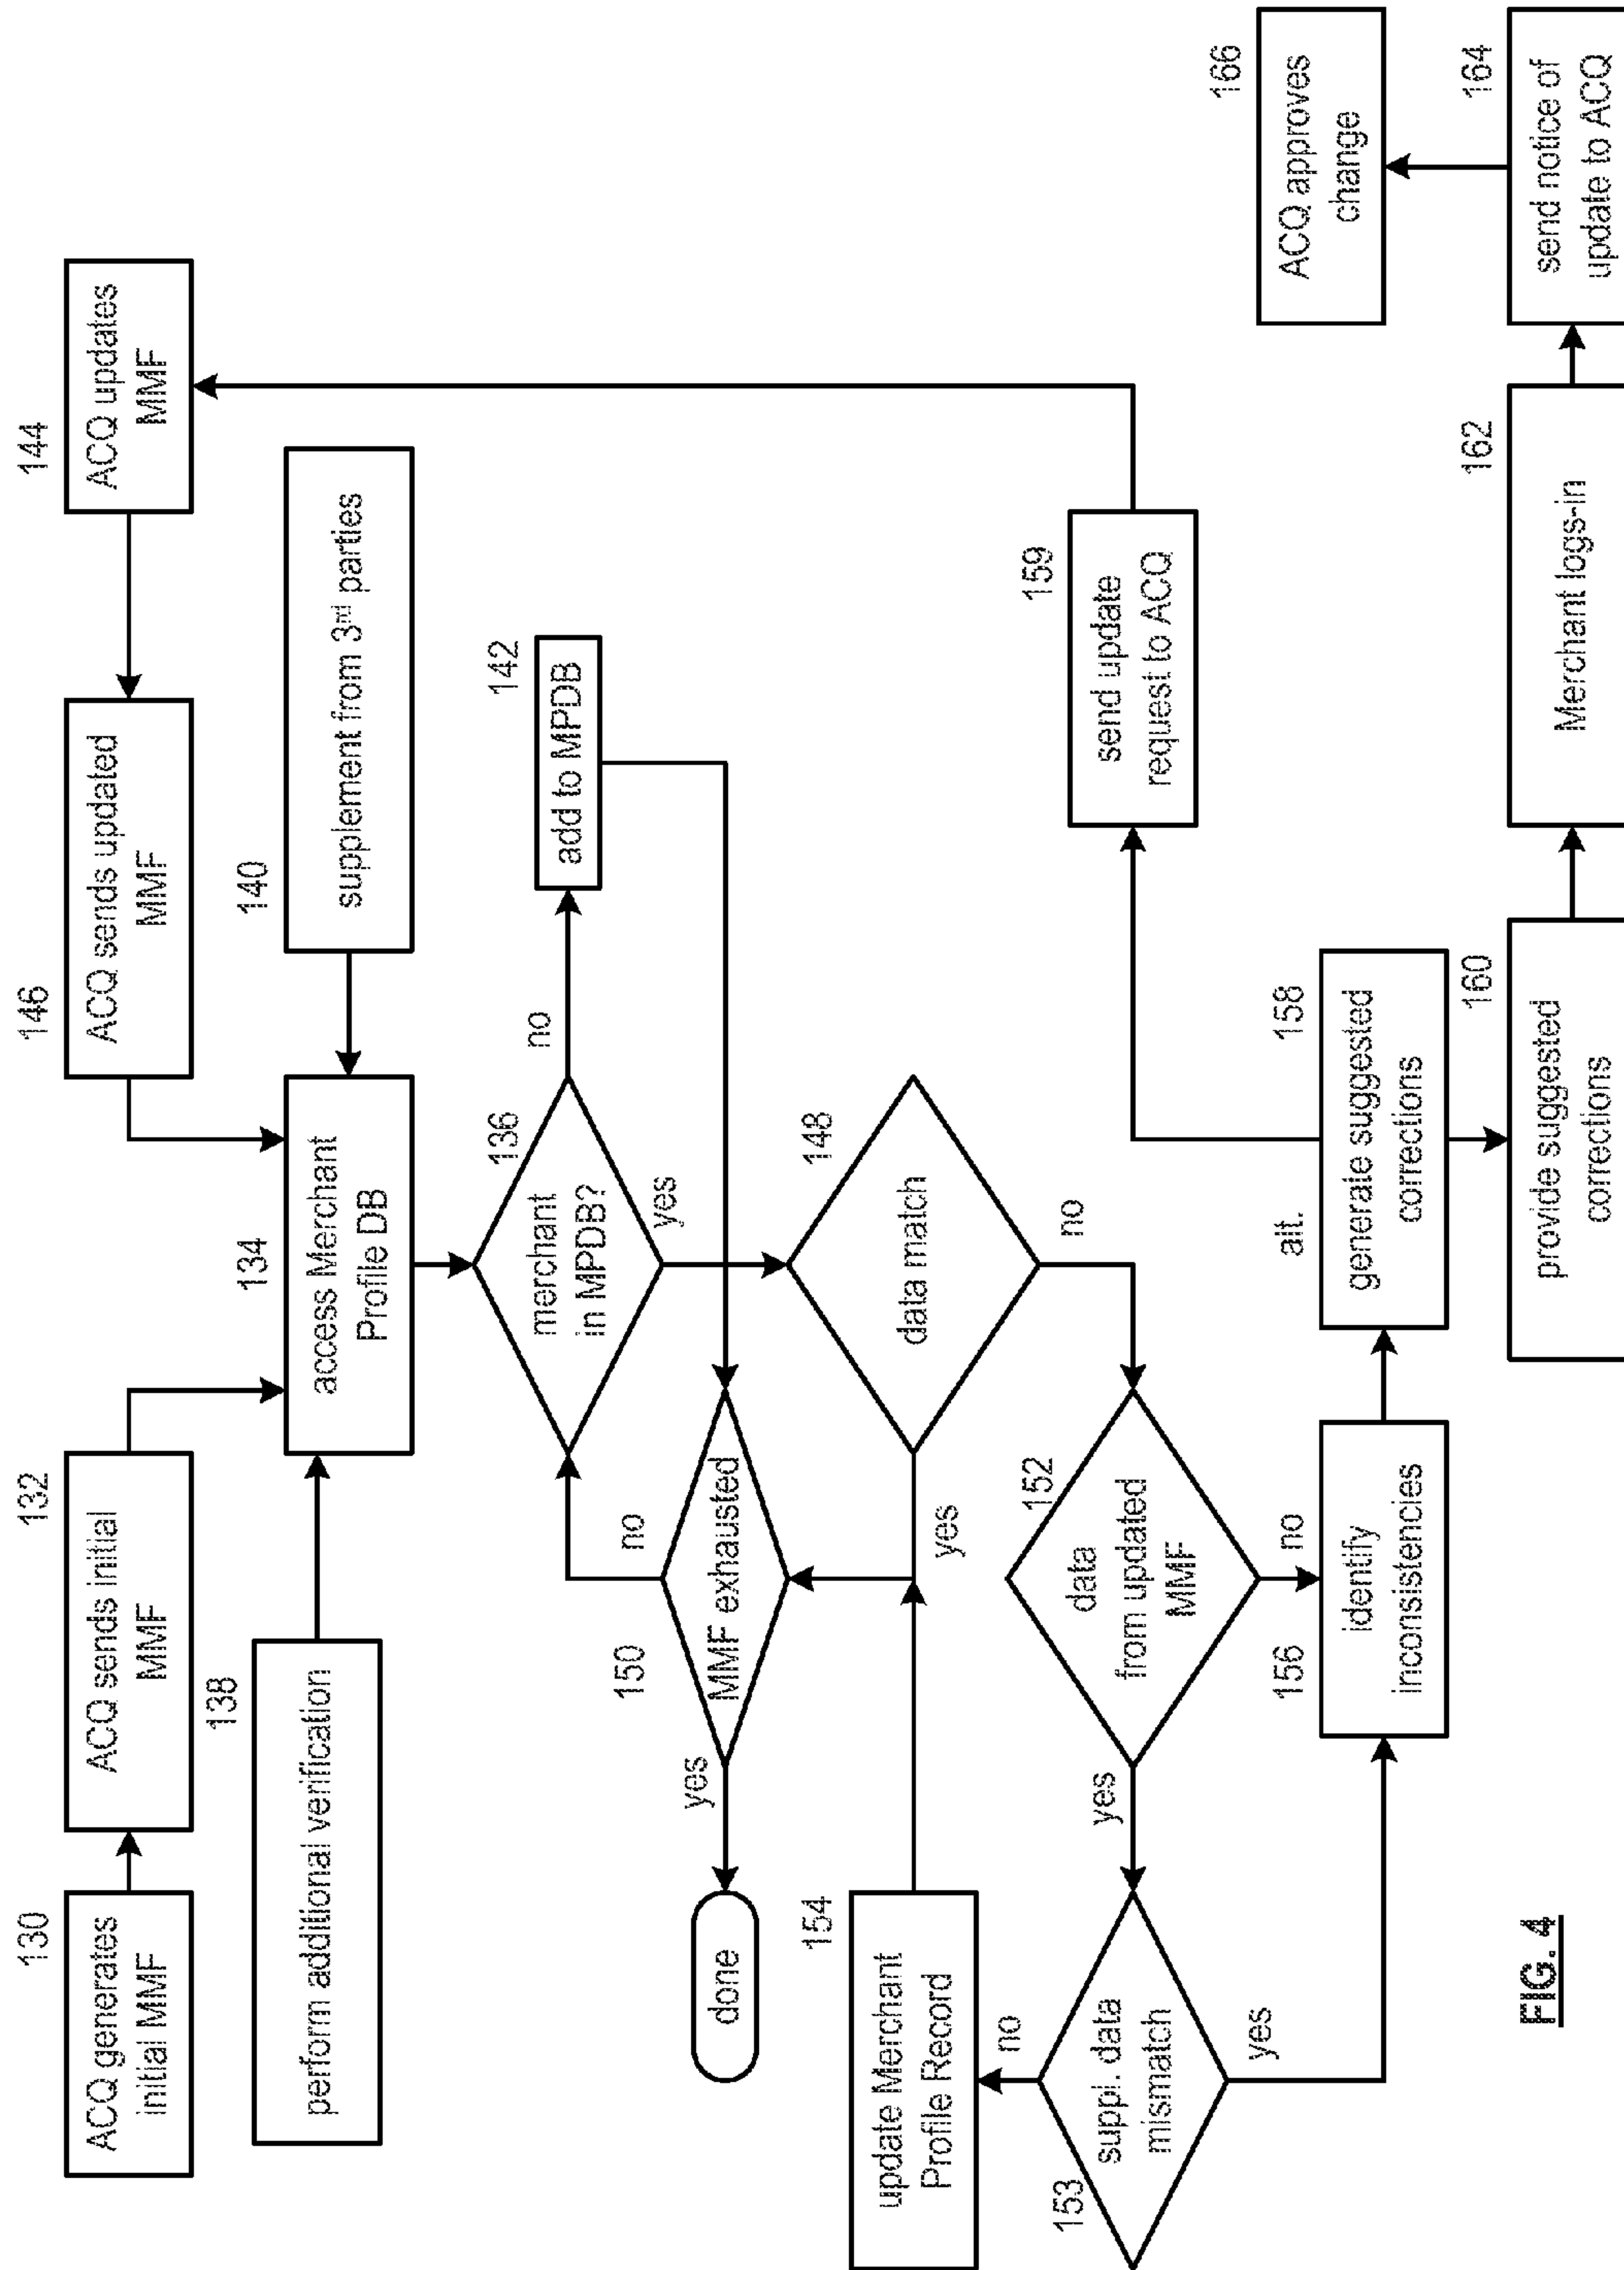 130
ACQ generates
initial MMF
132
ACQ sends initial
MMF
146
ACQ sends updated
MMF
144
ACQ updates
MMF
138
perform additional verification
134
access Merchant
Profile DB
140
supplement from 3rd parties
136
merchant
in MPDB?
no
yes
142
add to MPDB
150
MMF exhausted
no
yes
done
148
data match
yes
no
154
update Merchant
Profile Record
152
data
from updated
MMF
yes
no
153
suppl. data
mismatch
no
yes
156
identify
inconsistencies
alt.
158
generate suggested
corrections
159
send update
request to ACQ
160
provide suggested
corrections
162
Merchant logs-in
164
send notice of
update to ACQ
166
ACQ approves
change
FIG. 4